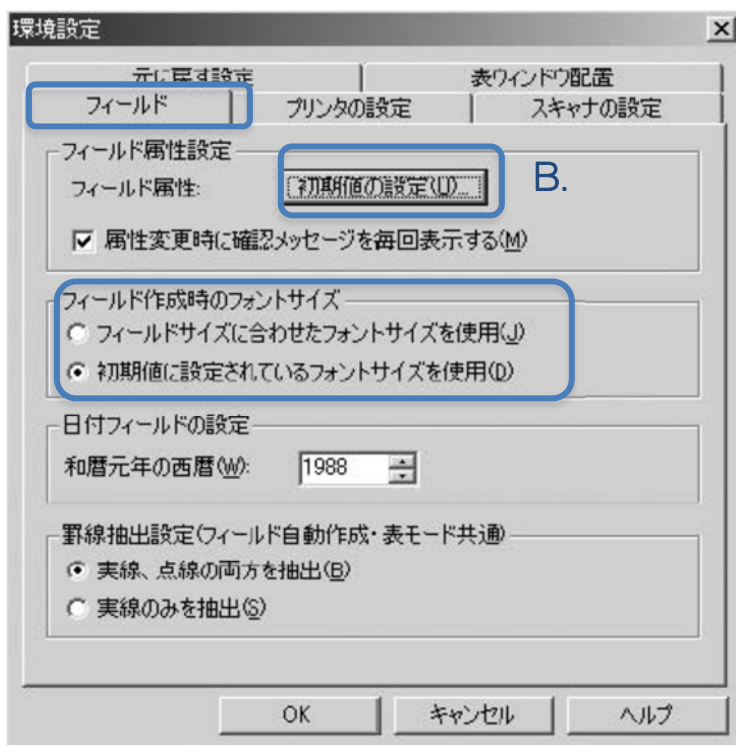 環境設定
元に戻す設定 表ウィンドウ配置
フィールド プリンタの設定 スキャナの設定
フィールド属性設定
フィールド属性: 初期値の設定(U)... B.
属性変更時に確認メッセージを毎回表示する(M)
フィールド作成時のフォントサイズ
フィールドサイズに合わせたフォントサイズを使用(J)
初期値に設定されているフォントサイズを使用(D)
日付フィールドの設定
和暦元年の西暦(W): 1988
罫線抽出設定(フィールド自動作成・表モード共通)
実線、点線の両方を抽出(B)
実線のみを抽出(S)
OK キャンセル ヘルプ